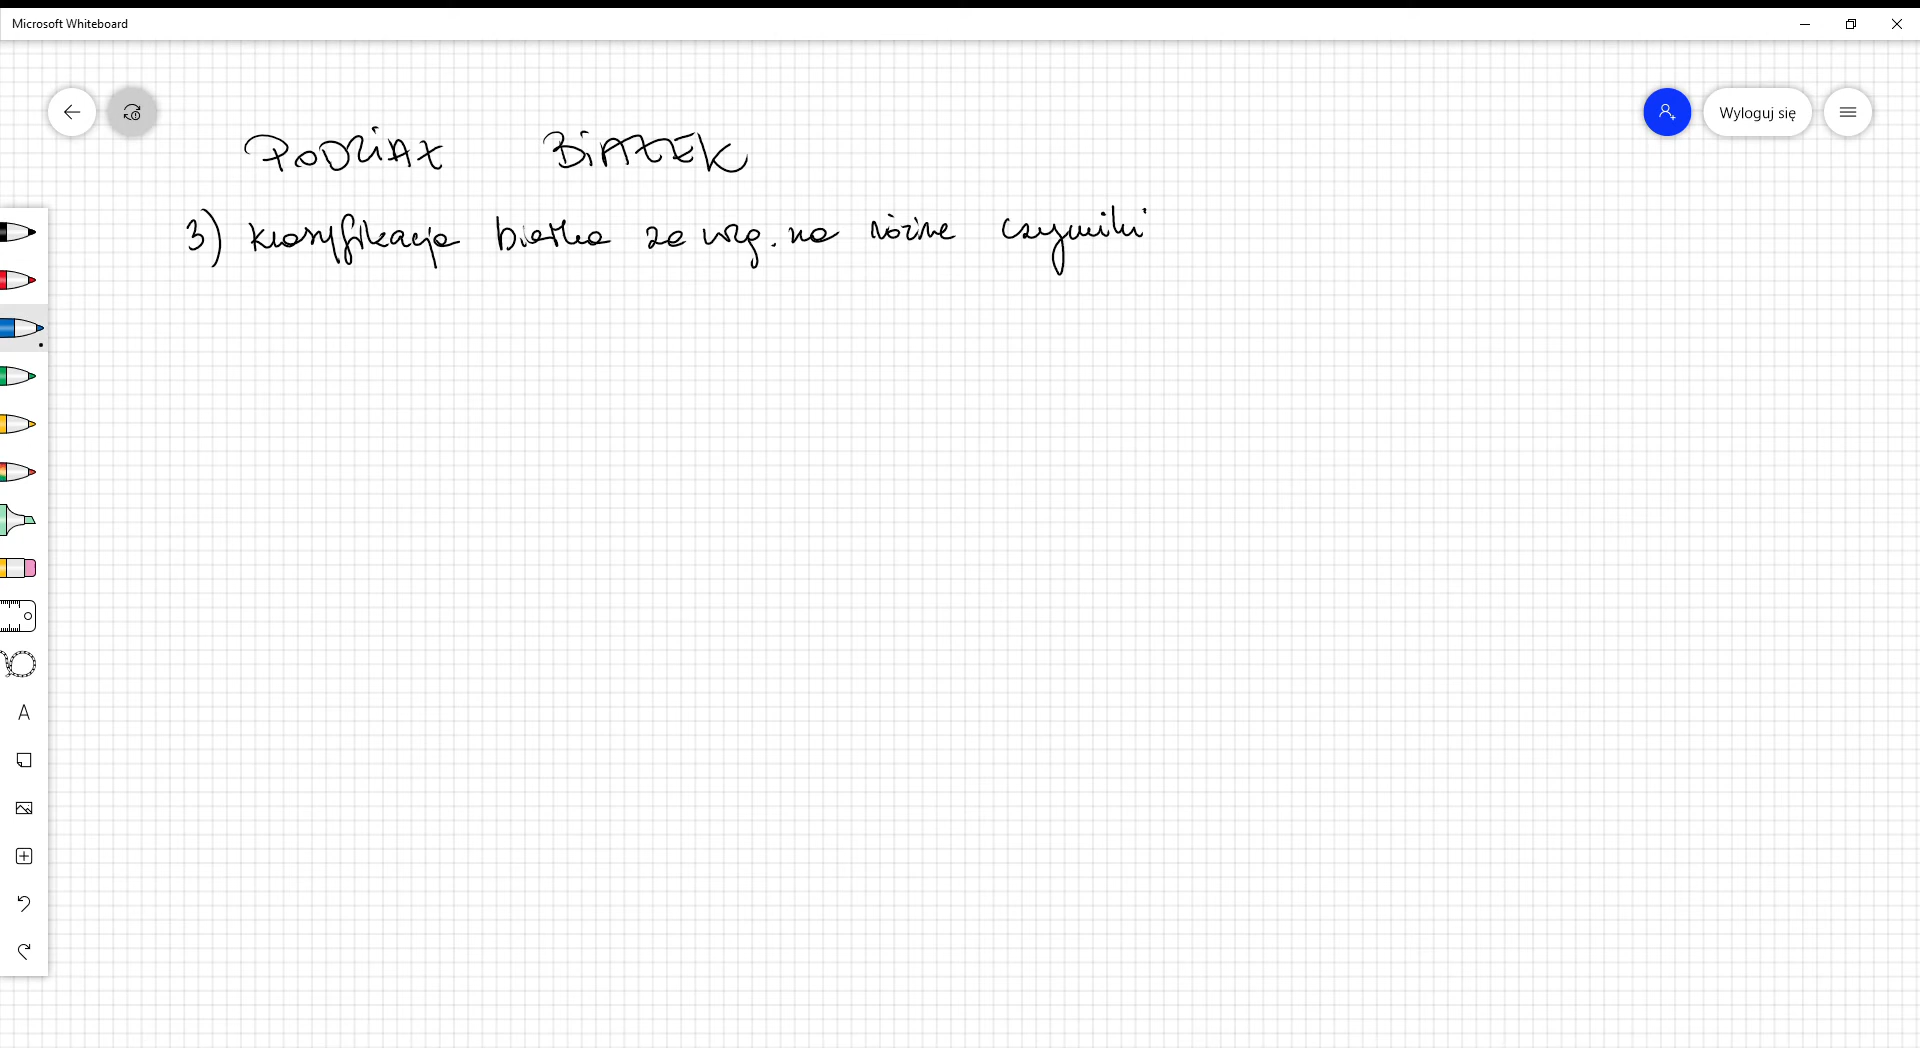 Microsoft Whiteboard
Wyloguj się
PODZIAŁ BIAŁEK
3) klasyfikacja białka ze wzg. na różne czynniki
A